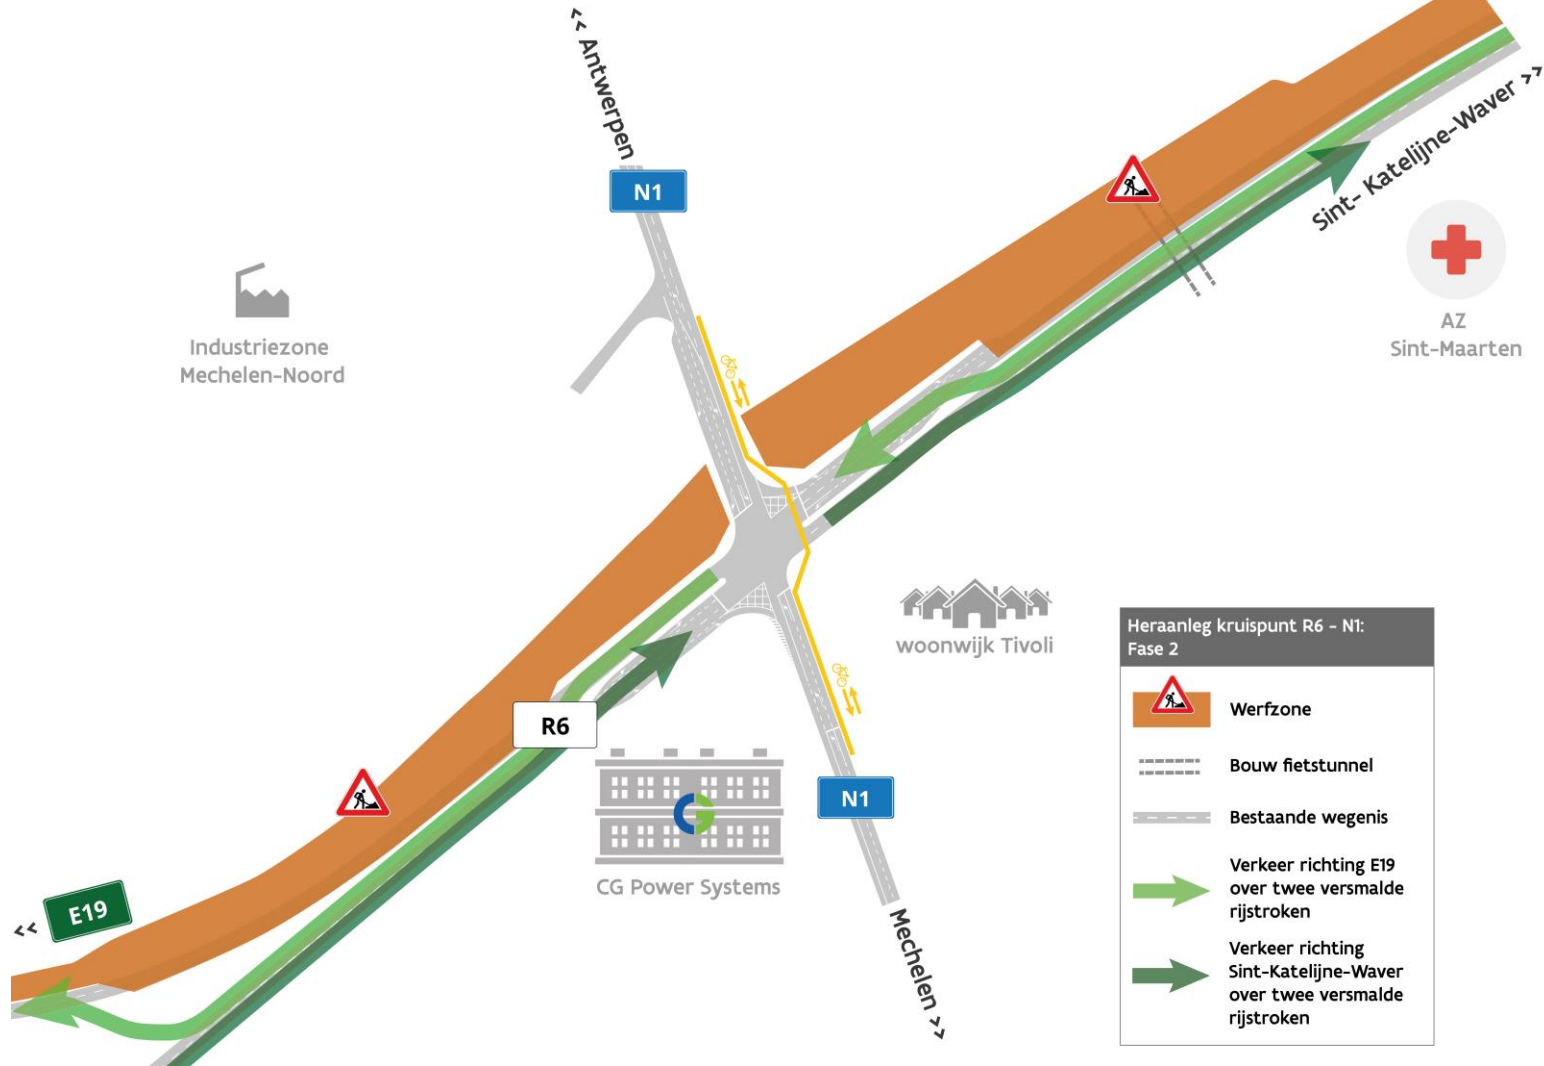 << Antwerpen
N1
Sint- Katelijne-Waver >>
Industriezone
Mechelen-Noord
AZ
Sint-Maarten
woonwijk Tivoli
R6
N1
CG Power Systems
<< E19
Mechelen >>
Heraanleg kruispunt R6 - N1:
Fase 2
Werfzone
Bouw fietstunnel
Bestaande wegenis
Verkeer richting E19
over twee versmalde
rijstroken
Verkeer richting
Sint-Katelijne-Waver
over twee versmalde
rijstroken